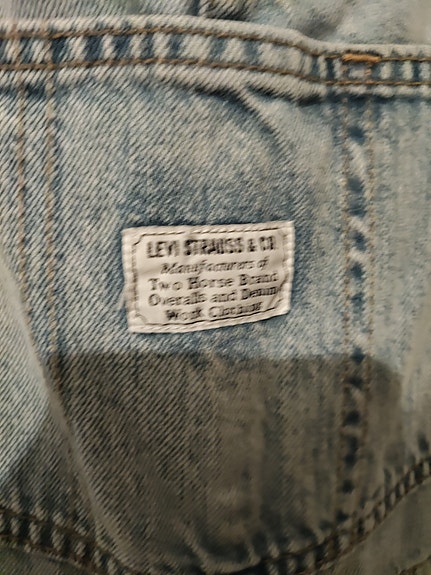 LEVI STRAUSS & CO
Manufacturers of
Two Horse Brand
Overalls and Denim
Work Clothing